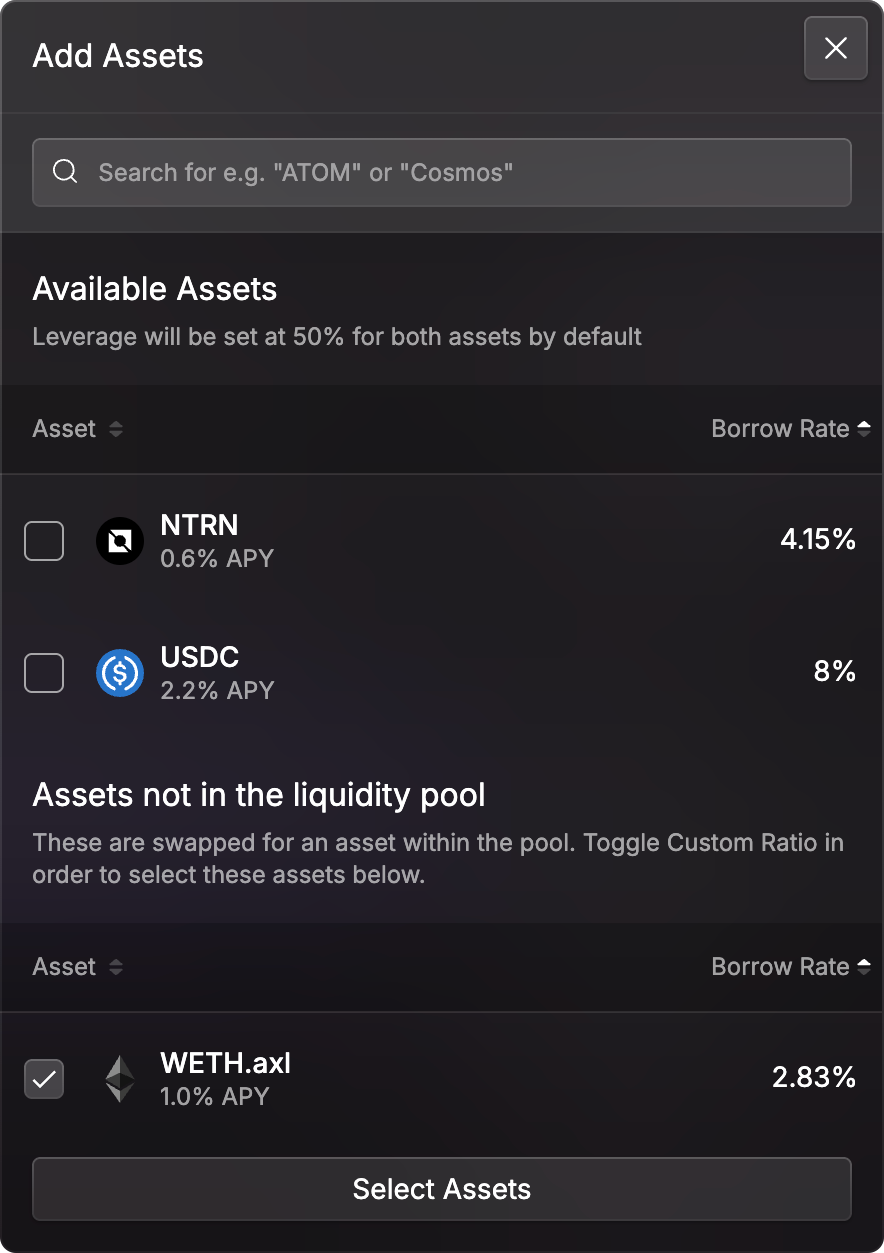 Add Assets
Search for e.g. "ATOM" or "Cosmos"
Available Assets
Leverage will be set at 50% for both assets by default
Asset Borrow Rate
NTRN
0.6% APY
4.15%
USDC
2.2% APY
8%
Assets not in the liquidity pool
These are swapped for an asset within the pool. Toggle Custom Ratio in
order to select these assets below.
Asset Borrow Rate
WETH.axl
1.0% APY
2.83%
Select Assets